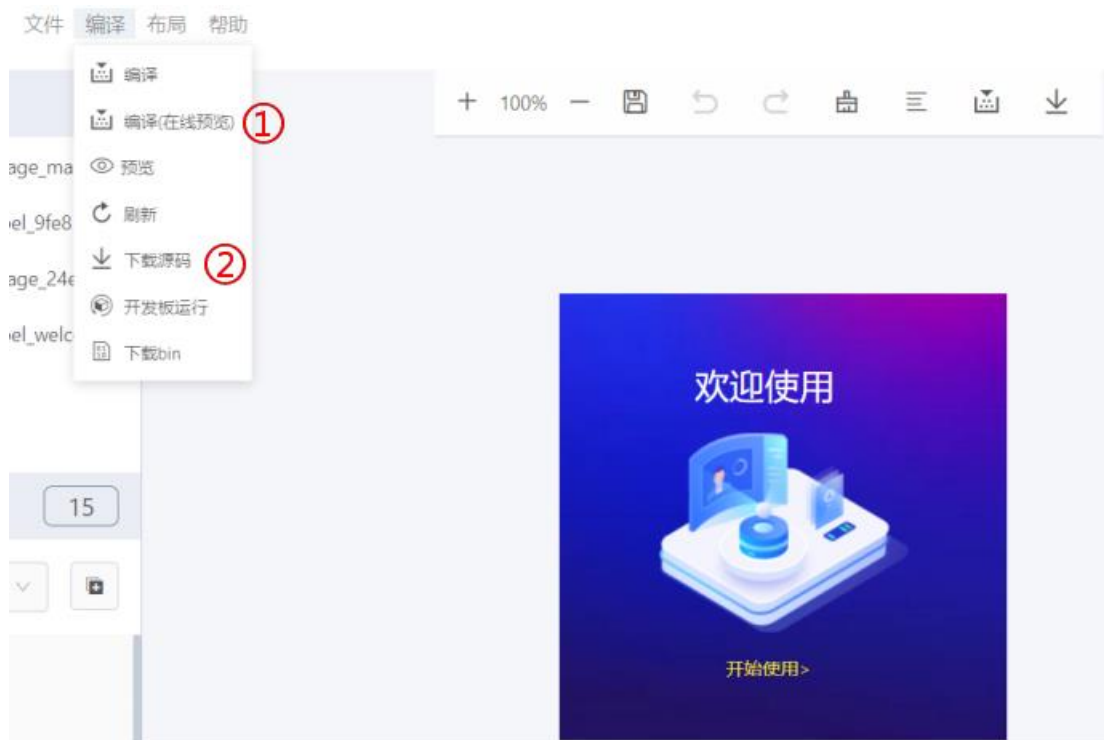 文件 编译 布局 帮助
编译
编译(在线预览) ①
+ 100% −
age_ma
预览
el_9fe8
刷新
下载源码 ②
age_24e
开发板运行
el_welc
下载bin
欢迎使用
15
开始使用>